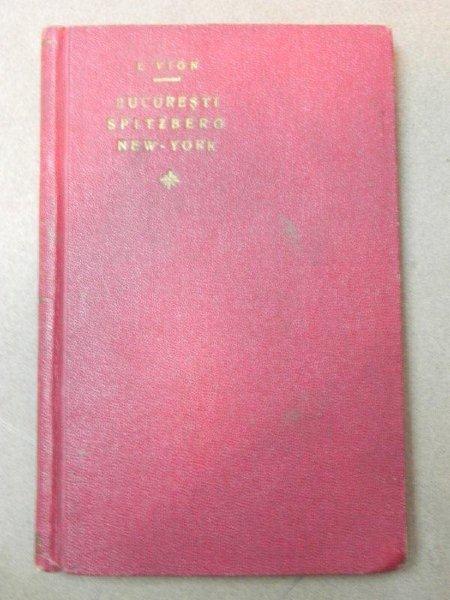 E. VION
BUCUREȘTI
SPITZBERG
NEW-YORK